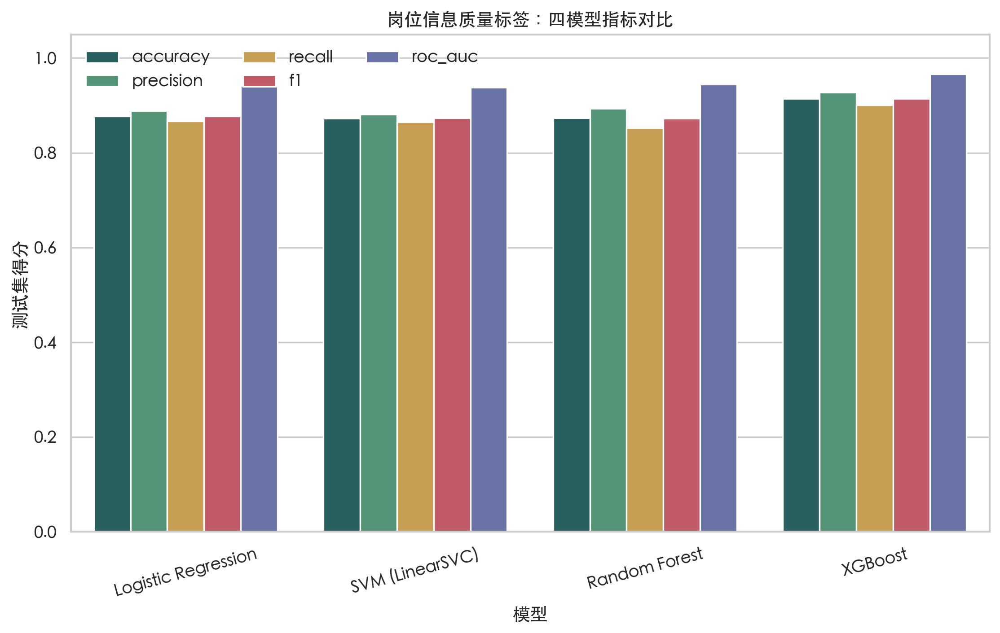 岗位信息质量标签：四模型指标对比
accuracy
precision
recall
f1
roc_auc
测试集得分
1.0
0.8
0.6
0.4
0.2
0.0
Logistic Regression
SVM (LinearSVC)
Random Forest
XGBoost
模型